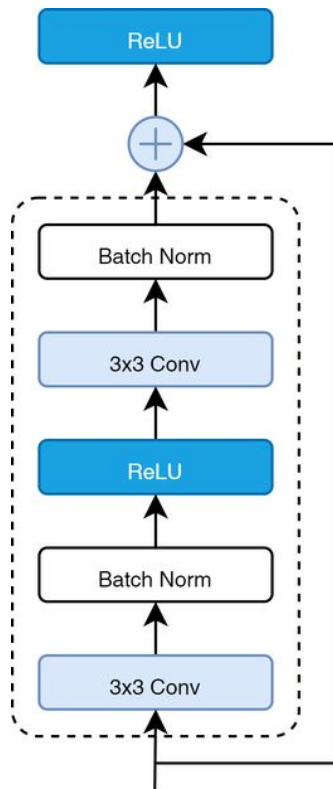 ReLU
Batch Norm
3x3 Conv
ReLU
Batch Norm
3x3 Conv